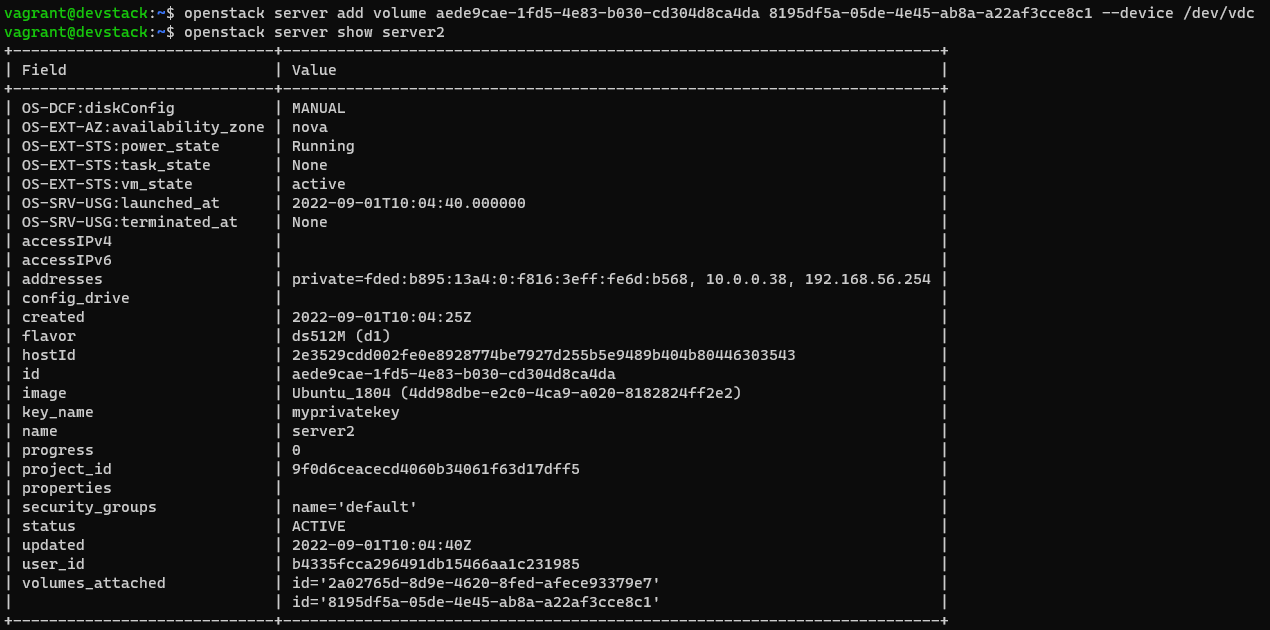 vagrant@devstack:~$ openstack server add volume aede9cae-1fd5-4e83-b030-cd304d8ca4da 8195df5a-05de-4e45-ab8a-a22af3cce8c1 --device /dev/vdc
vagrant@devstack:~$ openstack server show server2
+-----------------------------+-------------------------------------------------------------------------+
| Field                       | Value                                                                   |
+-----------------------------+-------------------------------------------------------------------------+
| OS-DCF:diskConfig           | MANUAL                                                                  |
| OS-EXT-AZ:availability_zone | nova                                                                    |
| OS-EXT-STS:power_state      | Running                                                                 |
| OS-EXT-STS:task_state       | None                                                                    |
| OS-EXT-STS:vm_state         | active                                                                  |
| OS-SRV-USG:launched_at      | 2022-09-01T10:04:40.000000                                              |
| OS-SRV-USG:terminated_at    | None                                                                    |
| accessIPv4                  |                                                                         |
| accessIPv6                  |                                                                         |
| addresses                   | private=fded:b895:13a4:0:f816:3eff:fe6d:b568, 10.0.0.38, 192.168.56.254 |
| config_drive                |                                                                         |
| created                     | 2022-09-01T10:04:25Z                                                    |
| flavor                      | ds512M (d1)                                                             |
| hostId                      | 2e3529cdd002fe0e8928774be7927d255b5e9489b404b80446303543                |
| id                          | aede9cae-1fd5-4e83-b030-cd304d8ca4da                                    |
| image                       | Ubuntu_1804 (4dd98dbe-e2c0-4ca9-a020-8182824ff2e2)                      |
| key_name                    | myprivatekey                                                            |
| name                        | server2                                                                 |
| progress                    | 0                                                                       |
| project_id                  | 9f0d6ceacecd4060b34061f63d17dff5                                        |
| properties                  |                                                                         |
| security_groups             | name='default'                                                          |
| status                      | ACTIVE                                                                  |
| updated                     | 2022-09-01T10:04:40Z                                                    |
| user_id                     | b4335fcca296491db15466aa1c231985                                        |
| volumes_attached            | id='2a02765d-8d9e-4620-8fed-afece93379e7'                               |
|                             | id='8195df5a-05de-4e45-ab8a-a22af3cce8c1'                               |
+-----------------------------+-------------------------------------------------------------------------+